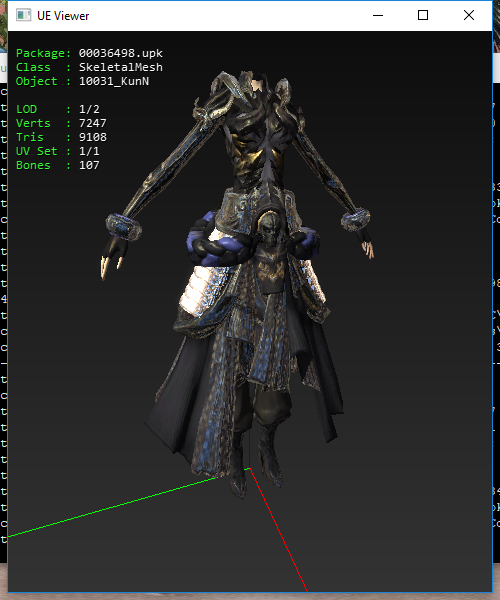 UE Viewer
Package: 00036498.upk
Class : SkeletalMesh
Object : 10031_KunN
LOD : 1/2
Verts : 7247
Tris : 9108
UV Set : 1/1
Bones : 107